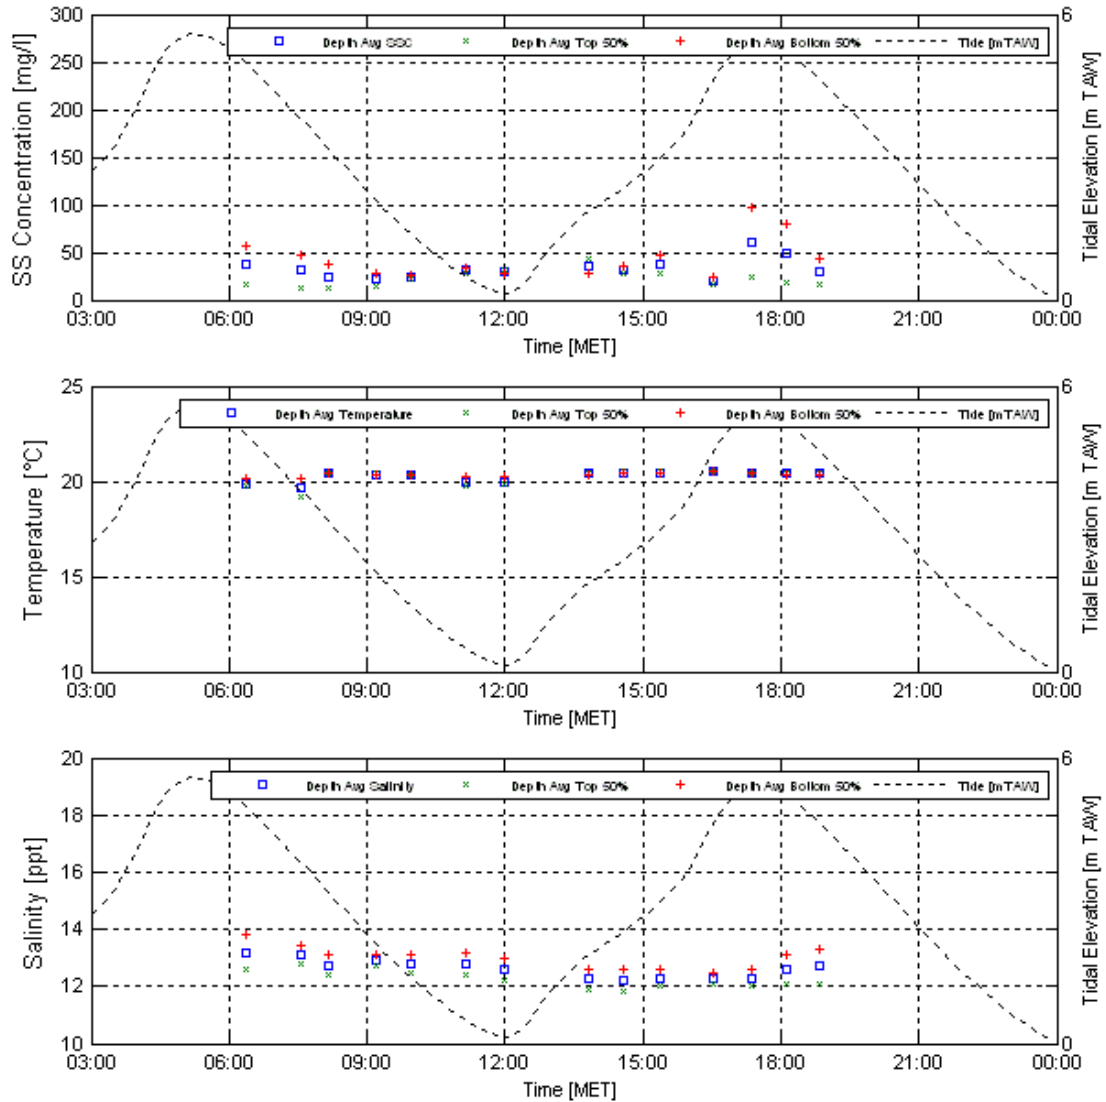 300
250
200
150
100
50
0
SS Concentration [mg/l]
Depth Avg SSC
Depth Avg Top 50%
Depth Avg Bottom 50%
Tide [mTAW]
6
0
Tidal Elevation [m TAW]
03:00 06:00 09:00 12:00 15:00 18:00 21:00 00:00
Time [MET]
25
20
15
10
Temperature [°C]
Depth Avg Temperature
Depth Avg Top 50%
Depth Avg Bottom 50%
Tide [mTAW]
6
0
Tidal Elevation [m TAW]
03:00 06:00 09:00 12:00 15:00 18:00 21:00 00:00
Time [MET]
20
18
16
14
12
10
Salinity [ppt]
Depth Avg Salinity
Depth Avg Top 50%
Depth Avg Bottom 50%
Tide [mTAW]
6
0
Tidal Elevation [m TAW]
03:00 06:00 09:00 12:00 15:00 18:00 21:00 00:00
Time [MET]